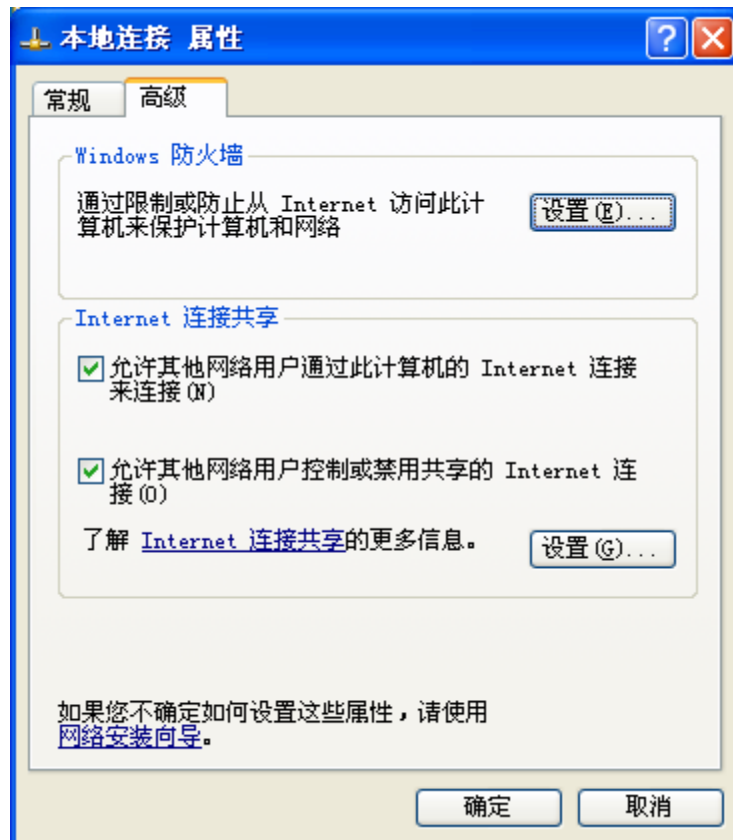 本地连接 属性
常规
高级
Windows 防火墙
通过限制或防止从 Internet 访问此计
算机来保护计算机和网络
设置(E)...
Internet 连接共享
允许其他网络用户通过此计算机的 Internet 连接
来连接(N)
允许其他网络用户控制或禁用共享的 Internet 连
接(O)
了解 Internet 连接共享的更多信息。
设置(G)...
如果您不确定如何设置这些属性，请使用
网络安装向导。
确定
取消